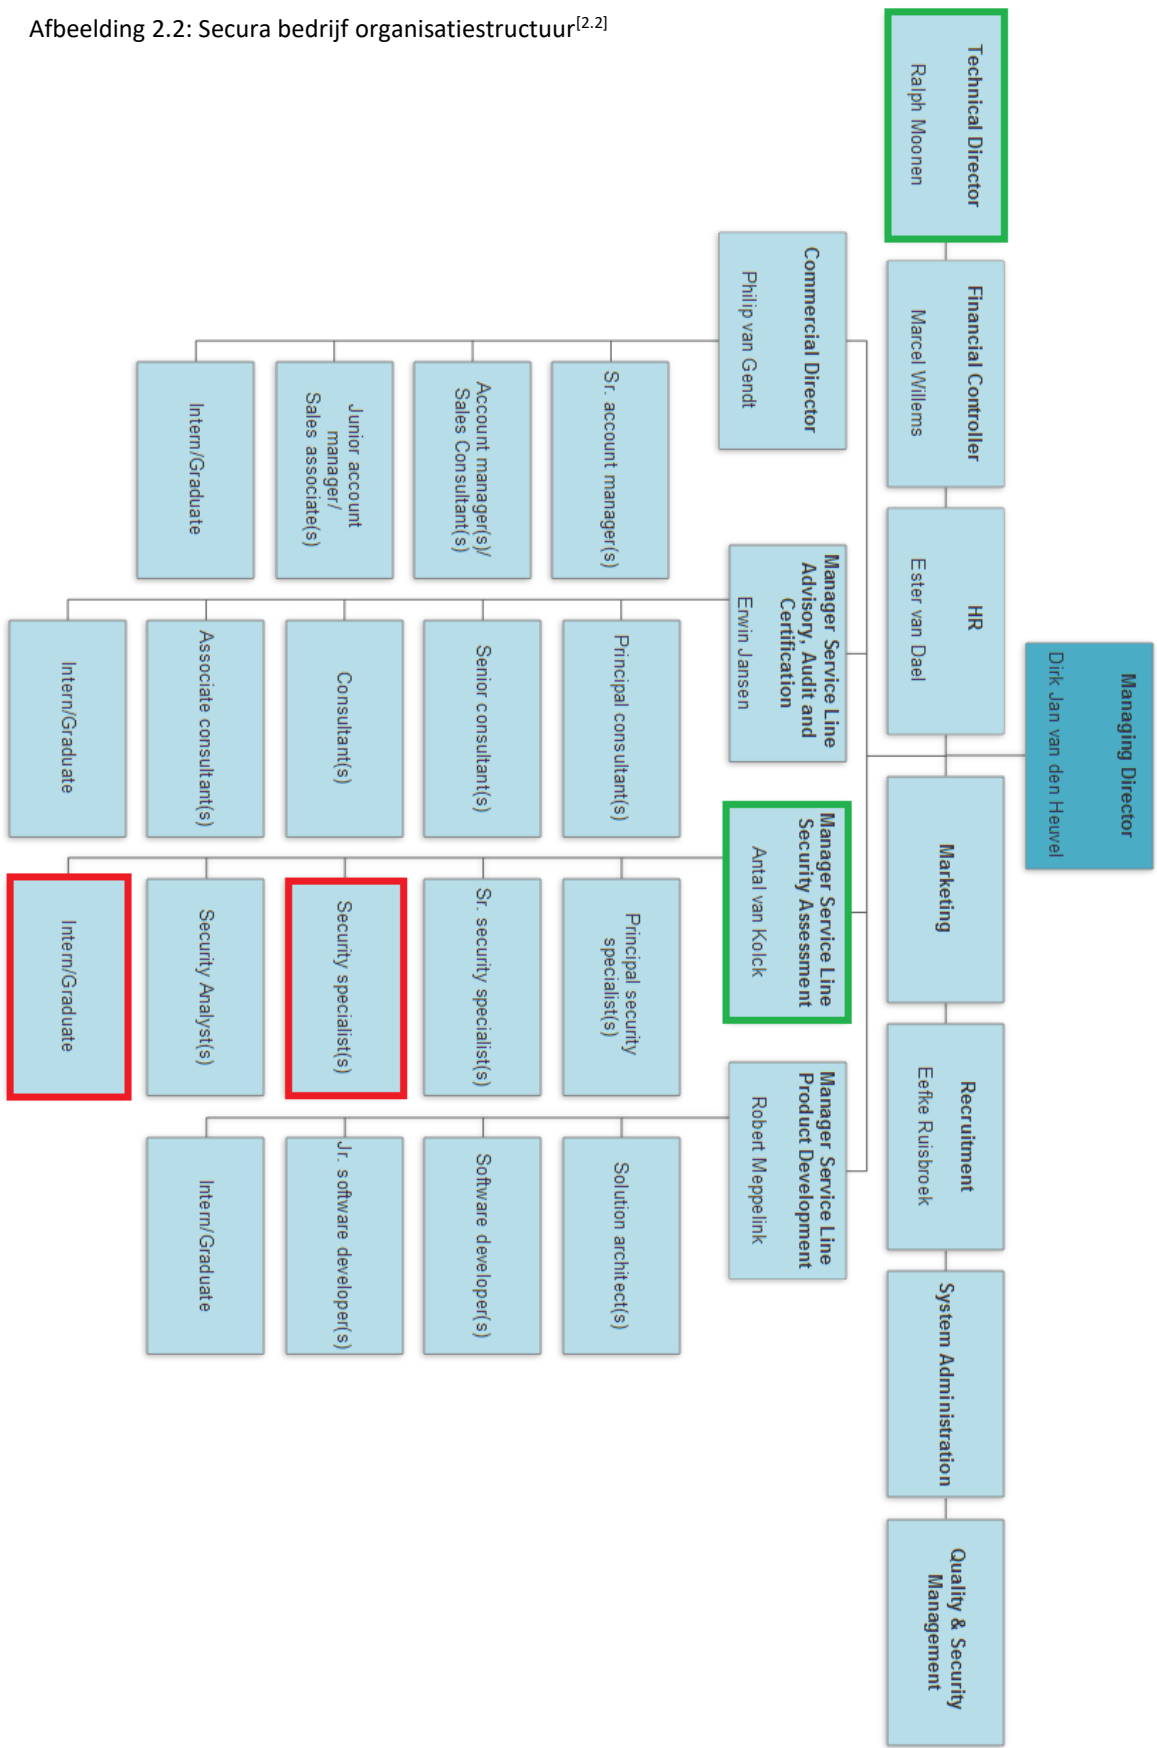 Afbeelding 2.2: Secura bedrijf organisatiestructuur[2.2]
Managing Director
Dirk Jan van den Heuvel
Technical Director
Ralph Moonen
Financial Controller
Marcel Willems
HR
Ester van Dael
Marketing
Recruitment
Eefke Ruisbroek
System Administration
Quality & Security
Management
Commercial Director
Philip van Gendt
Sr. account manager(s)
Account manager(s)/
Sales Consultant(s)
Junior account
manager/
Sales associate(s)
Intern/Graduate
Manager Service Line
Advisory, Audit and
Certification
Erwin Jansen
Principal consultant(s)
Senior consultant(s)
Consultant(s)
Associate consultant(s)
Intern/Graduate
Manager Service Line
Security Assessment
Antal van Kolck
Principal security
specialist(s)
Sr. security specialist(s)
Security specialist(s)
Security Analyst(s)
Intern/Graduate
Manager Service Line
Product Development
Robert Meppelink
Solution architect(s)
Software developer(s)
Jr. software developer(s)
Intern/Graduate